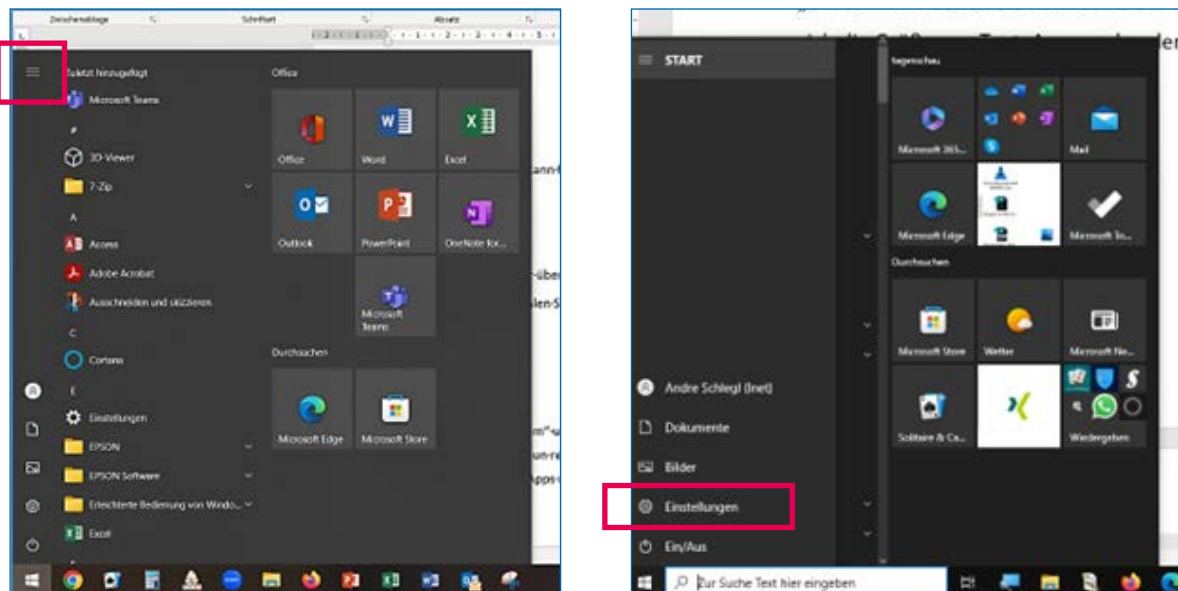 Zwischenablage Schriftart Absatz
Zuletzt hinzugefügt
Microsoft Teams
#
3D-Viewer
7-Zip
A
Access
Adobe Acrobat
Ausschneiden und skizzieren
C
Cortana
E
Einstellungen
EPSON
EPSON Software
Erleichterte Bedienung von Windo...
Excel
Office
Office Word Excel
Outlook PowerPoint OneNote for...
Microsoft
Teams
Durchsuchen
Microsoft Edge Microsoft Store
START
Andre Schlegl (Inet)
Dokumente
Bilder
Einstellungen
Ein/Aus
Zur Suche Text hier eingeben
tagesschau
Microsoft 365... Mail
Microsoft Edge Microsoft To...
Durchsuchen
Microsoft Store Wetter Microsoft Ne...
Solitaire & Ca... Wiedergeben